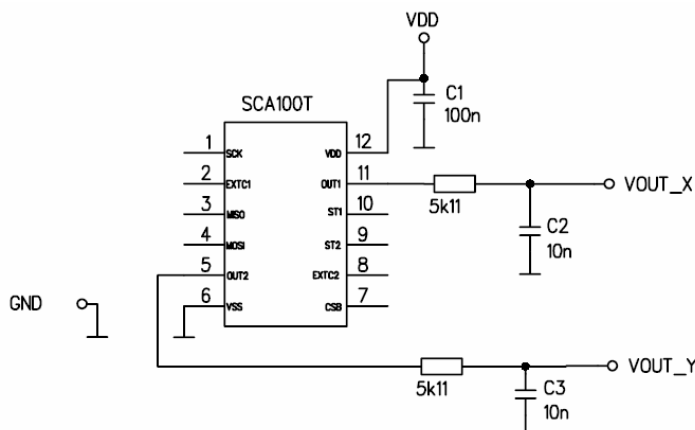 VDD
C1
100n
SCA100T
1
SCK
VDD
12
2
EXTC1
OUT1
11
3
MISO
ST1
10
4
MOSI
ST2
9
5
OUT2
EXTC2
8
6
VSS
CSB
7
5k11
VOUT_X
C2
10n
GND
5k11
VOUT_Y
C3
10n